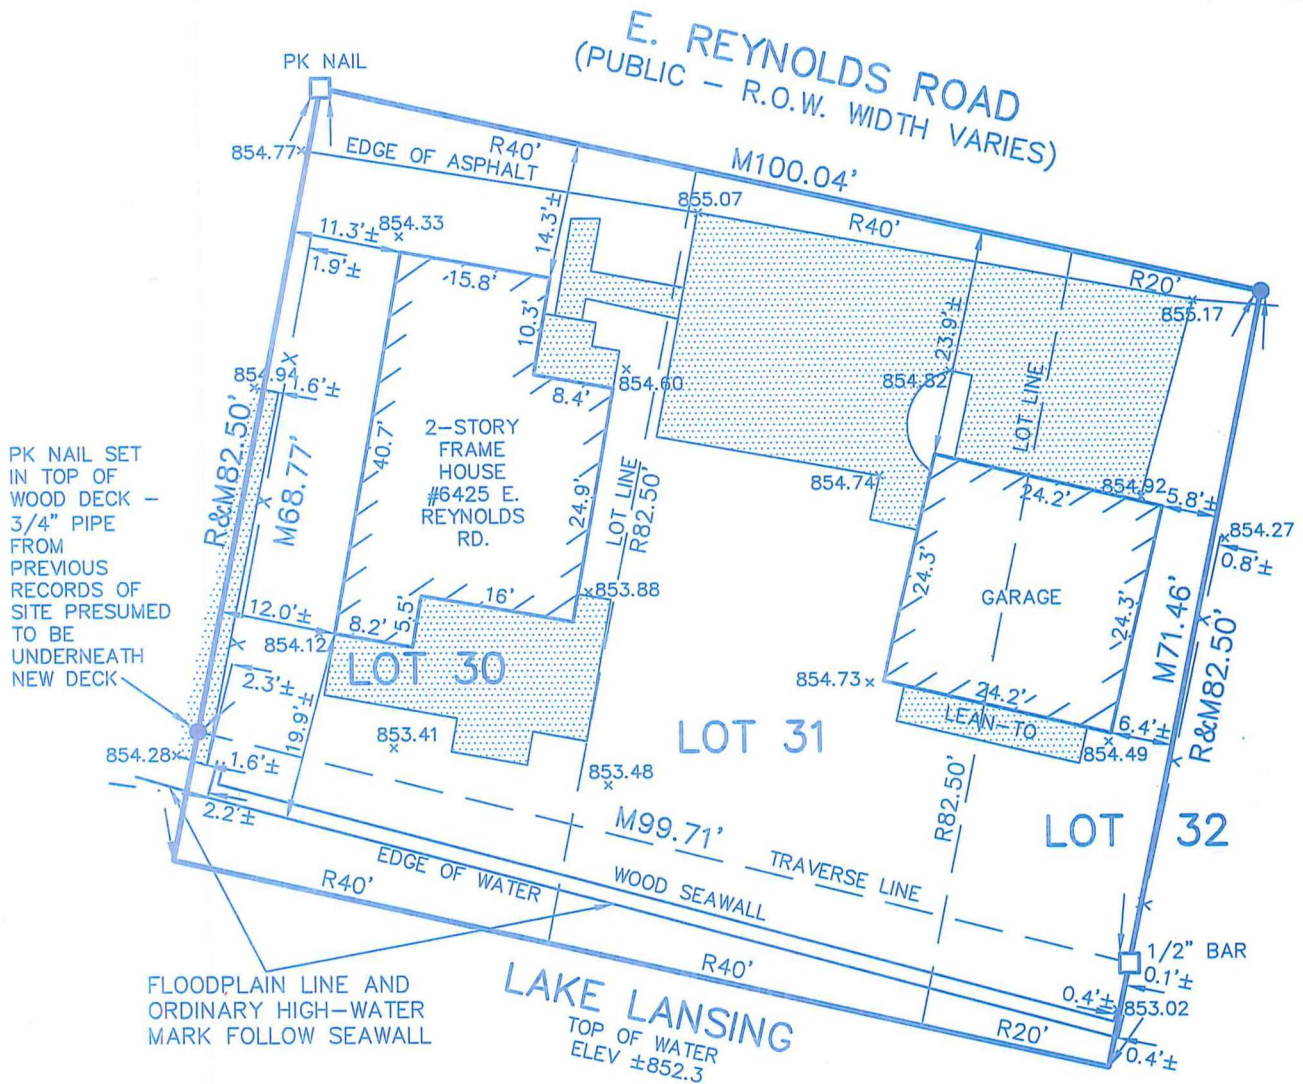 E. REYNOLDS ROAD
(PUBLIC - R.O.W. WIDTH VARIES)
PK NAIL
R40'
M100.04'
EDGE OF ASPHALT
854.77
855.07
R40'
R20'
855.17
11.3'±
854.33
14.3'±
1.9'±
15.8'
10.3'
23.9'±
854.94
1.6'±
854.60
854.82
LOT LINE
8.4'
R&M82.50'
M68.77'
40.7'
2-STORY
FRAME
HOUSE
#6425 E.
REYNOLDS
RD.
24.9'
LOT LINE
R82.50'
854.74
24.2'
854.92
5.8'±
854.27
0.8'±
PK NAIL SET
IN TOP OF
WOOD DECK -
3/4" PIPE
FROM
PREVIOUS
RECORDS OF
SITE PRESUMED
TO BE
UNDERNEATH
NEW DECK
24.3'
GARAGE
24.3'
M71.46'
R&M82.50'
16'
853.88
5.5'
12.0'±
8.2'
854.12
LOT 30
2.3'±
19.9'±
854.73
24.2'
LEAN-TO
6.4'±
854.49
LOT 31
853.41
853.48
854.28
1.6'±
2.2'±
M99.71'
R82.50'
LOT 32
TRAVERSE LINE
EDGE OF WATER
WOOD SEAWALL
R40'
R40'
R20'
1/2" BAR
0.1'±
0.4'±
853.02
0.4'±
FLOODPLAIN LINE AND
ORDINARY HIGH-WATER
MARK FOLLOW SEAWALL
LAKE LANSING
TOP OF WATER
ELEV ±852.3